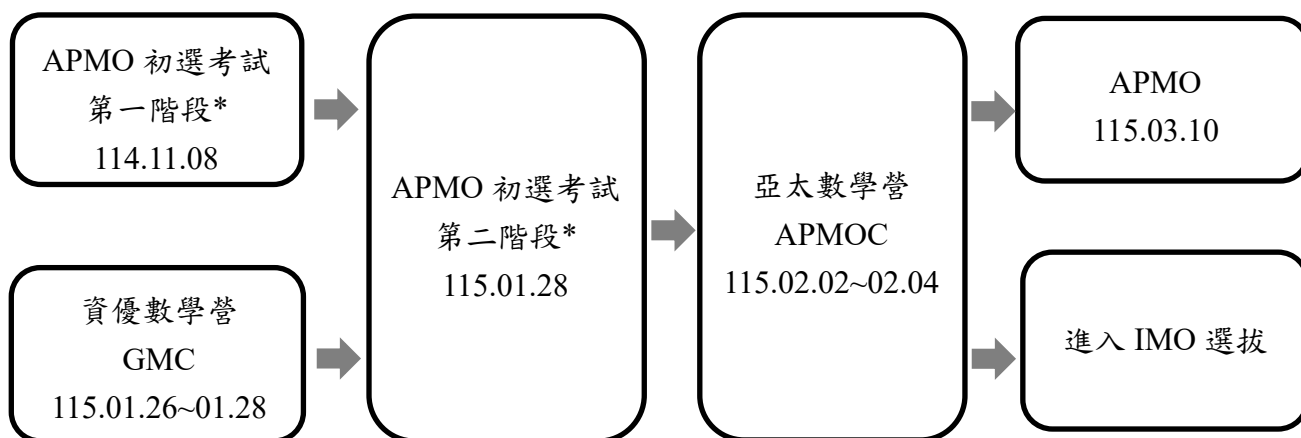 APMO 初選考試
第一階段*
114.11.08
資優數學營
GMC
115.01.26~01.28
APMO 初選考試
第二階段*
115.01.28
亞太數學營
APMOC
115.02.02~02.04
APMO
115.03.10
進入 IMO 選拔